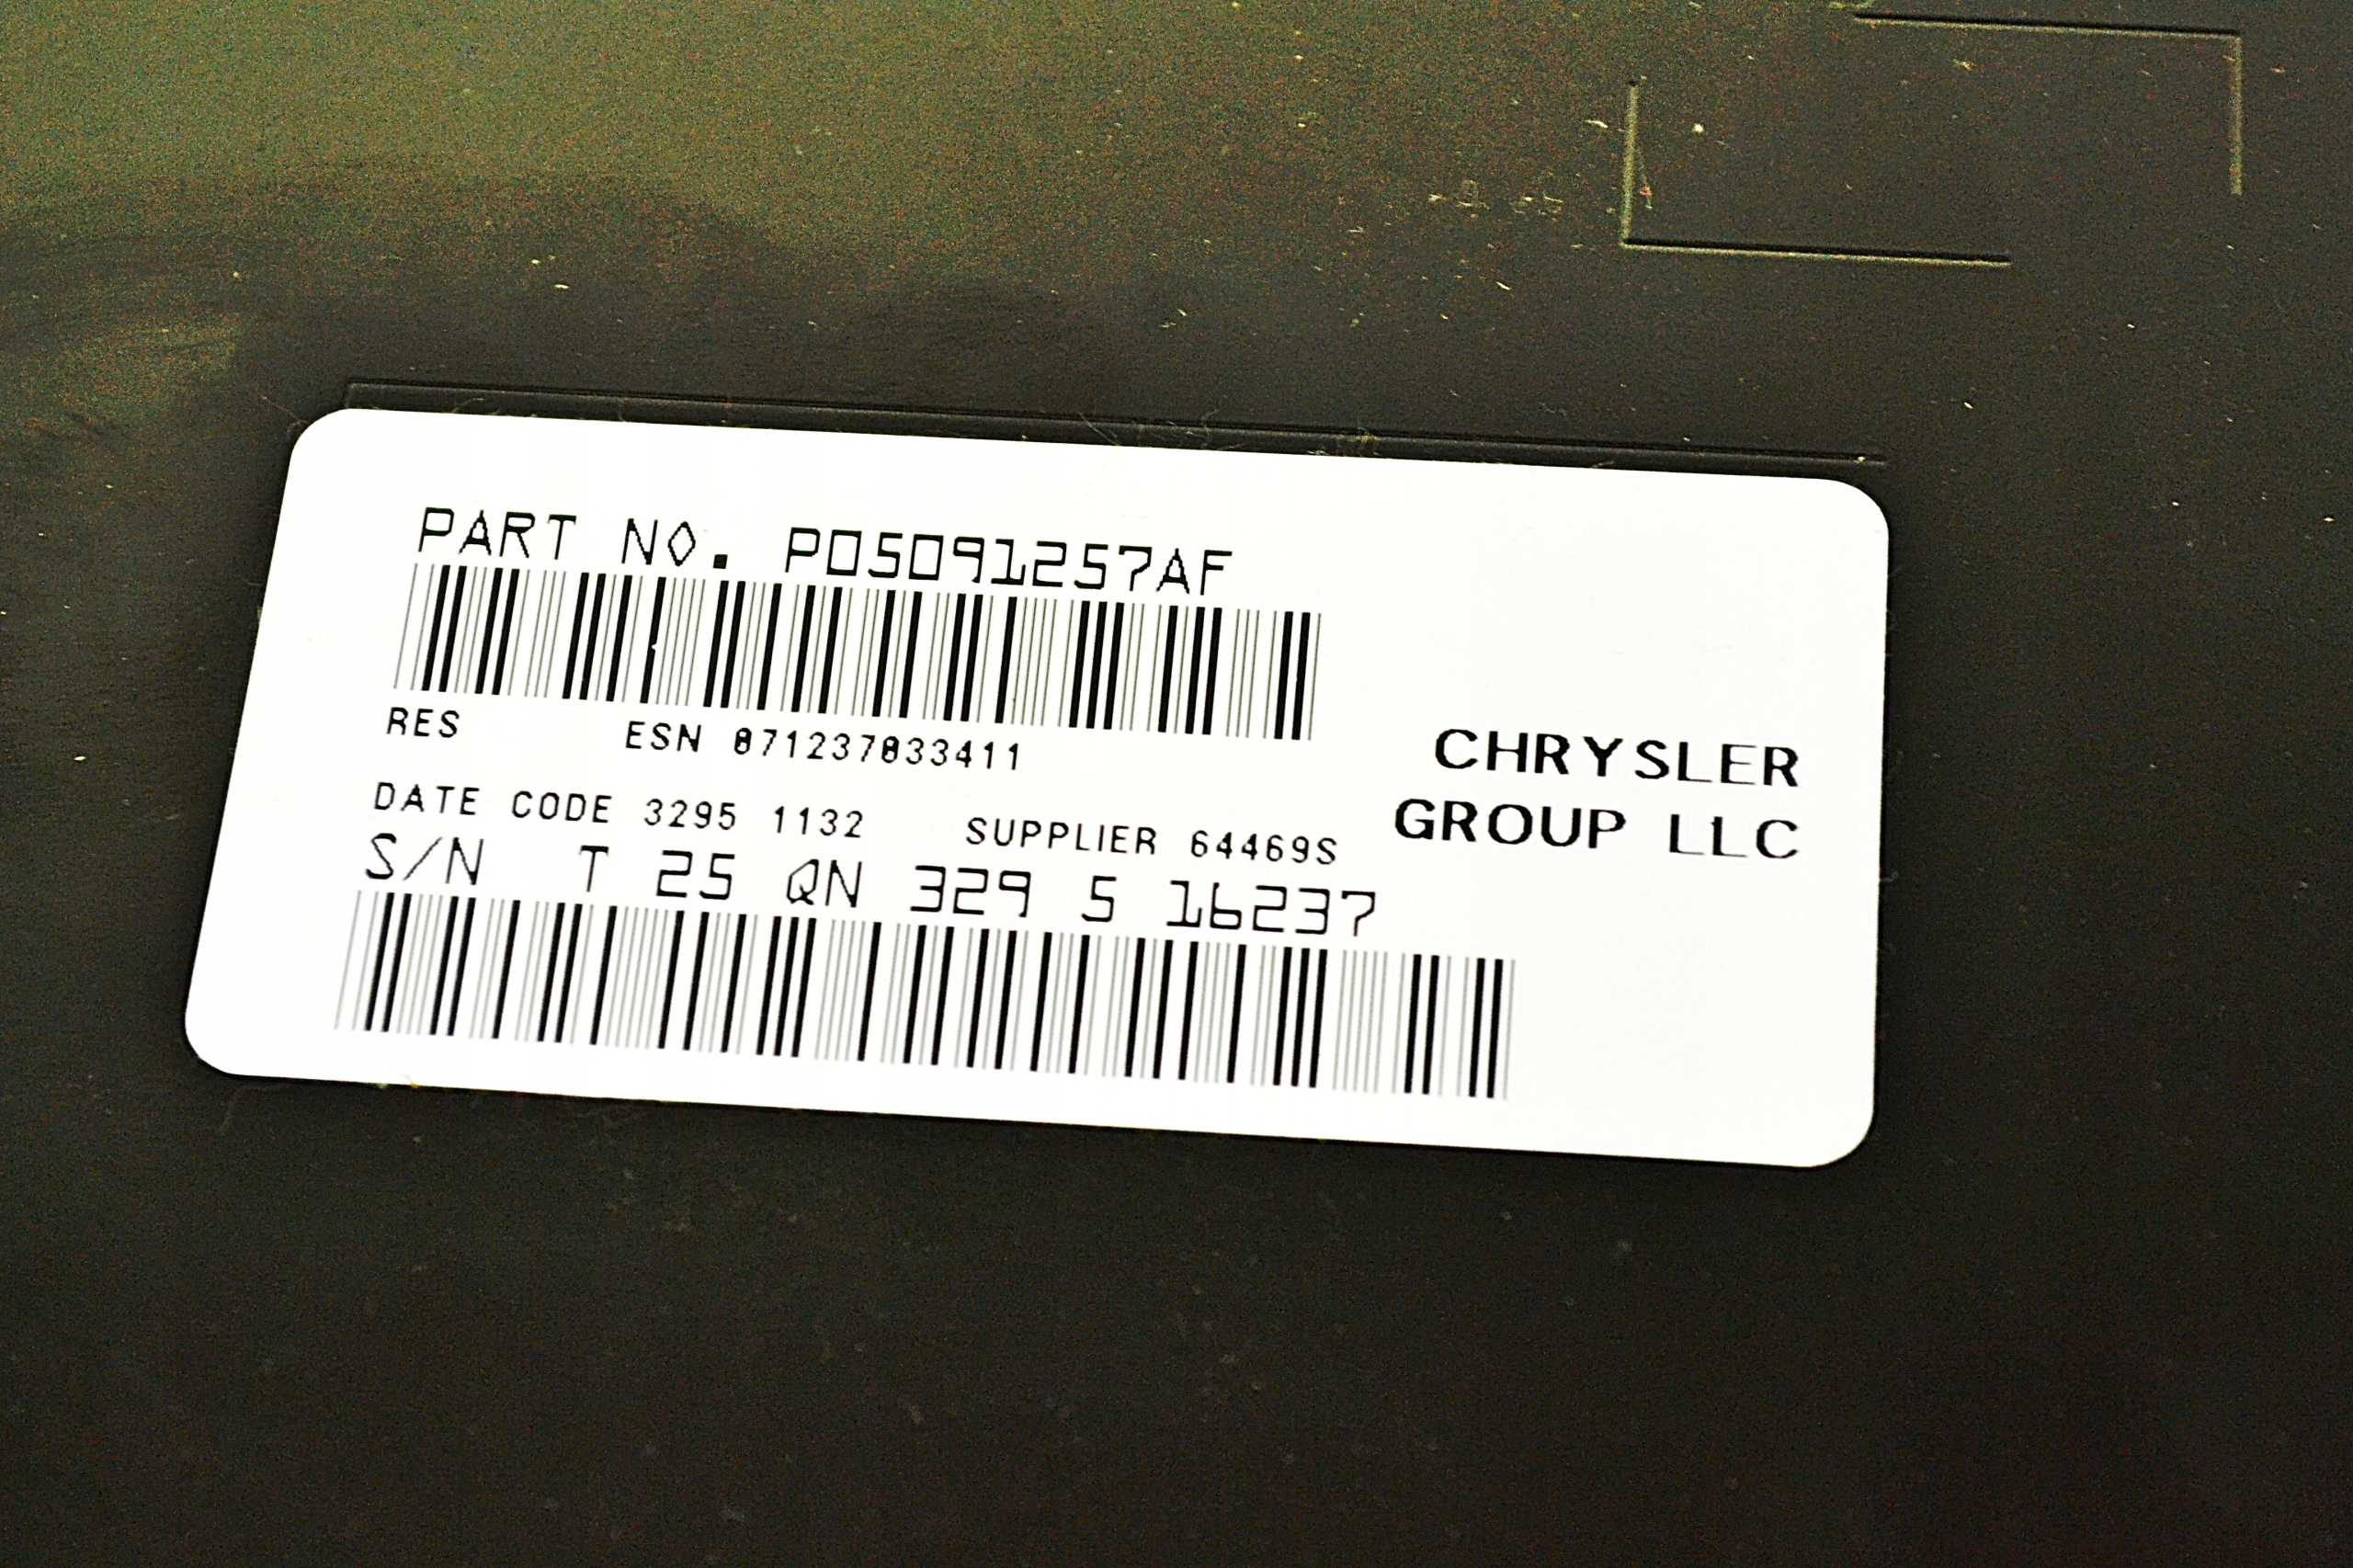 PART NO. P05091257AF
RES ESN 871237833411
DATE CODE 3295 1132 SUPPLIER 64469S
S/N T 25 QN 329 5 16237
CHRYSLER
GROUP LLC